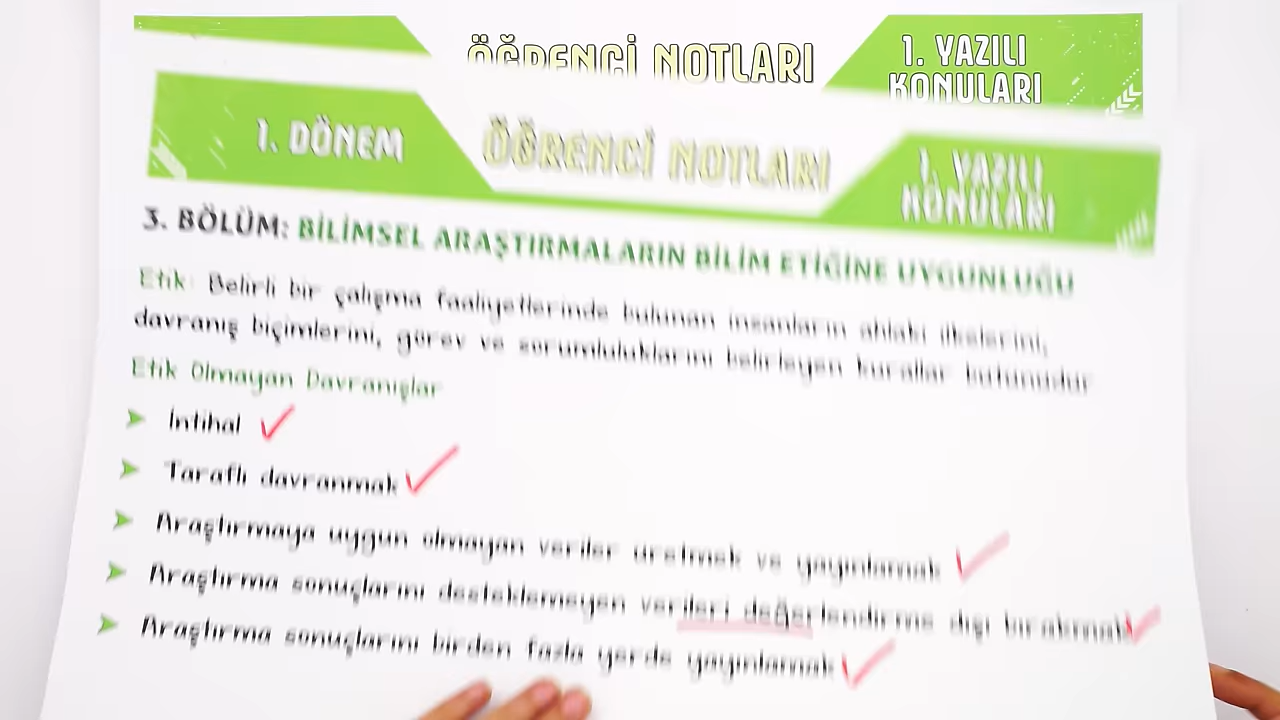 ÖĞRENCİ NOTLARI
1. YAZILI
KONULARI
1. DÖNEM
ÖĞRENCİ NOTLARI
1. YAZILI
KONULARI
3. BÖLÜM: BİLİMSEL ARAŞTIRMALARIN BİLİM ETİĞİNE UYGUNLUĞU
Etik: Belirli bir çalışma faaliyetlerinde bulunan insanların ahlaki ilkelerini,
davranış biçimlerini, görev ve sorumluluklarını belirleyen kurallar bütünüdür
Etik Olmayan Davranışlar
İntihal
Taraflı davranmak
Araştırmaya uygun olmayan veriler üretmek ve yayınlamak
Araştırma sonuçlarını desteklemeyen verileri değerlendirme dışı bırakmak
Araştırma sonuçlarını birden fazla yerde yayınlamak